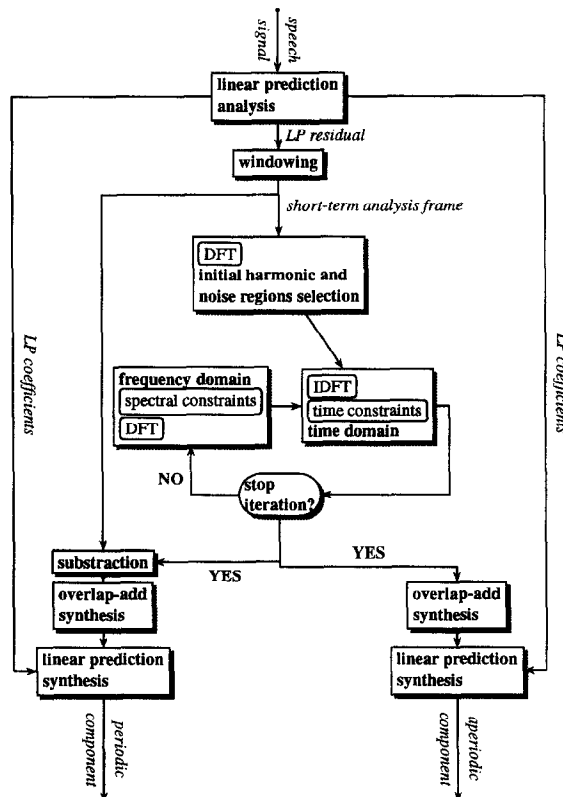 speech
signal
linear prediction
analysis
LP residual
windowing
short-term analysis frame
DFT
initial harmonic and
noise regions selection
LP coefficients
LP coefficients
frequency domain
spectral constraints
DFT
IDFT
time constraints
time domain
NO
stop
iteration?
YES
YES
substraction
overlap-add
synthesis
overlap-add
synthesis
linear prediction
synthesis
linear prediction
synthesis
periodic
component
aperiodic
component